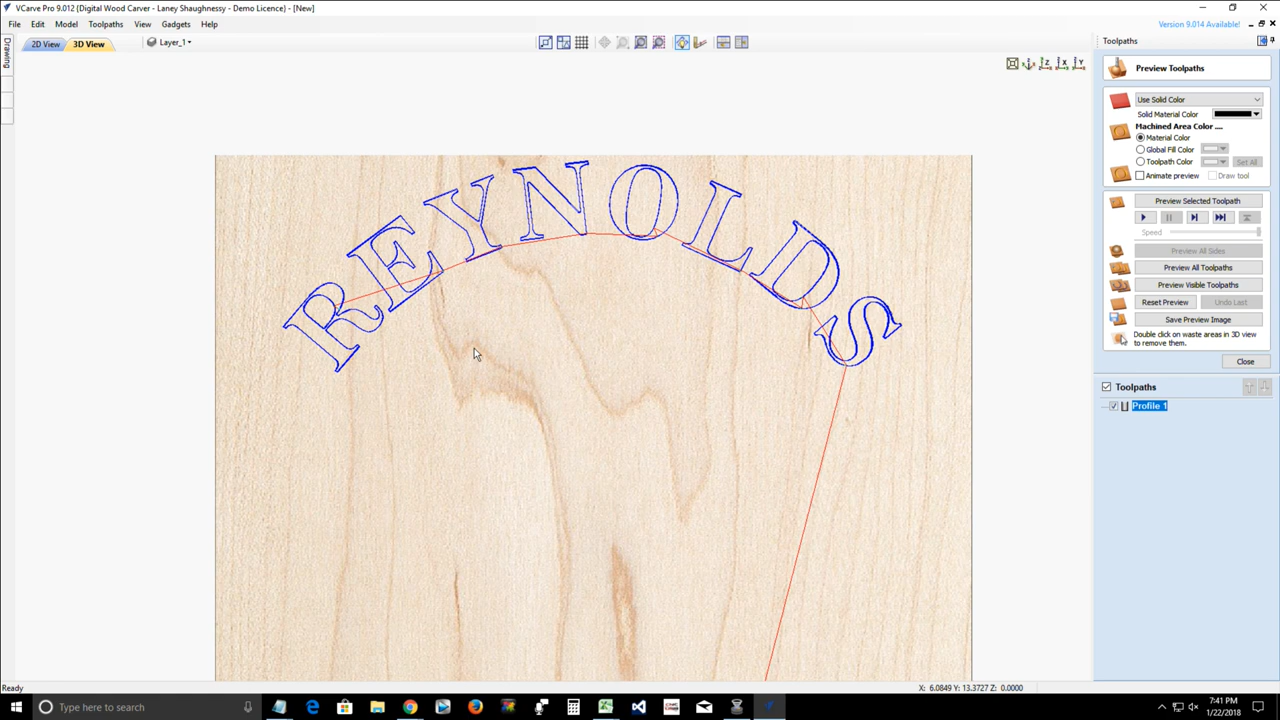 VCarve Pro 9.012 {Digital Wood Carver - Laney Shaughnessy - Demo Licence} - [New]
File Edit Model Toolpaths View Gadgets Help
Version 9.014 Available!
2D View 3D View Layer_1
Drawing
Toolpaths
Preview Toolpaths
Use Solid Color
Solid Material Color
Machined Area Color ....
Material Color
Global Fill Color
Toolpath Color Set All
Animate preview Draw tool
Preview Selected Toolpath
Speed
Preview All Sides
Preview All Toolpaths
Preview Visible Toolpaths
Reset Preview Undo Last
Save Preview Image
Double click on waste areas in 3D view
to remove them.
Close
Toolpaths
Profile 1
REYNOLDS
Z X Y
Ready
X: 6.0849 Y: 13.3727 Z: 0.0000
Type here to search
7:41 PM
1/22/2018